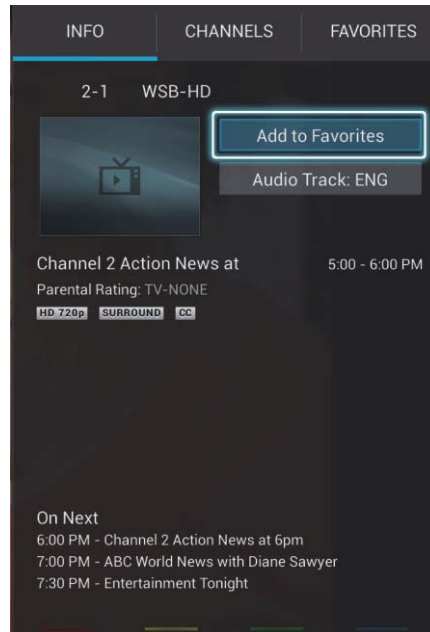 INFO CHANNELS FAVORITES
2-1 WSB-HD
Add to Favorites
Audio Track: ENG
Channel 2 Action News at 5:00 - 6:00 PM
Parental Rating: TV-NONE
HD 720p SURROUND CC
On Next
6:00 PM - Channel 2 Action News at 6pm
7:00 PM - ABC World News with Diane Sawyer
7:30 PM - Entertainment Tonight